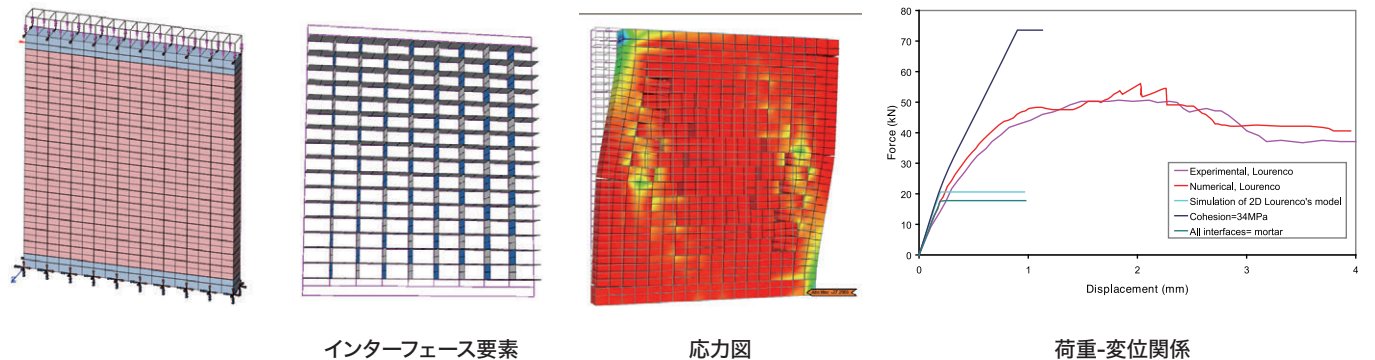 80
70
60
50
40
30
20
10
0
Force (kN)
0 1 2 3 4
Displacement (mm)
Experimental, Lourenco
Numerical, Lourenco
Simulation of 2D Lourenco's model
Cohesion=34MPa
All interfaces= mortar
インターフェース要素
応力図
荷重-変位関係